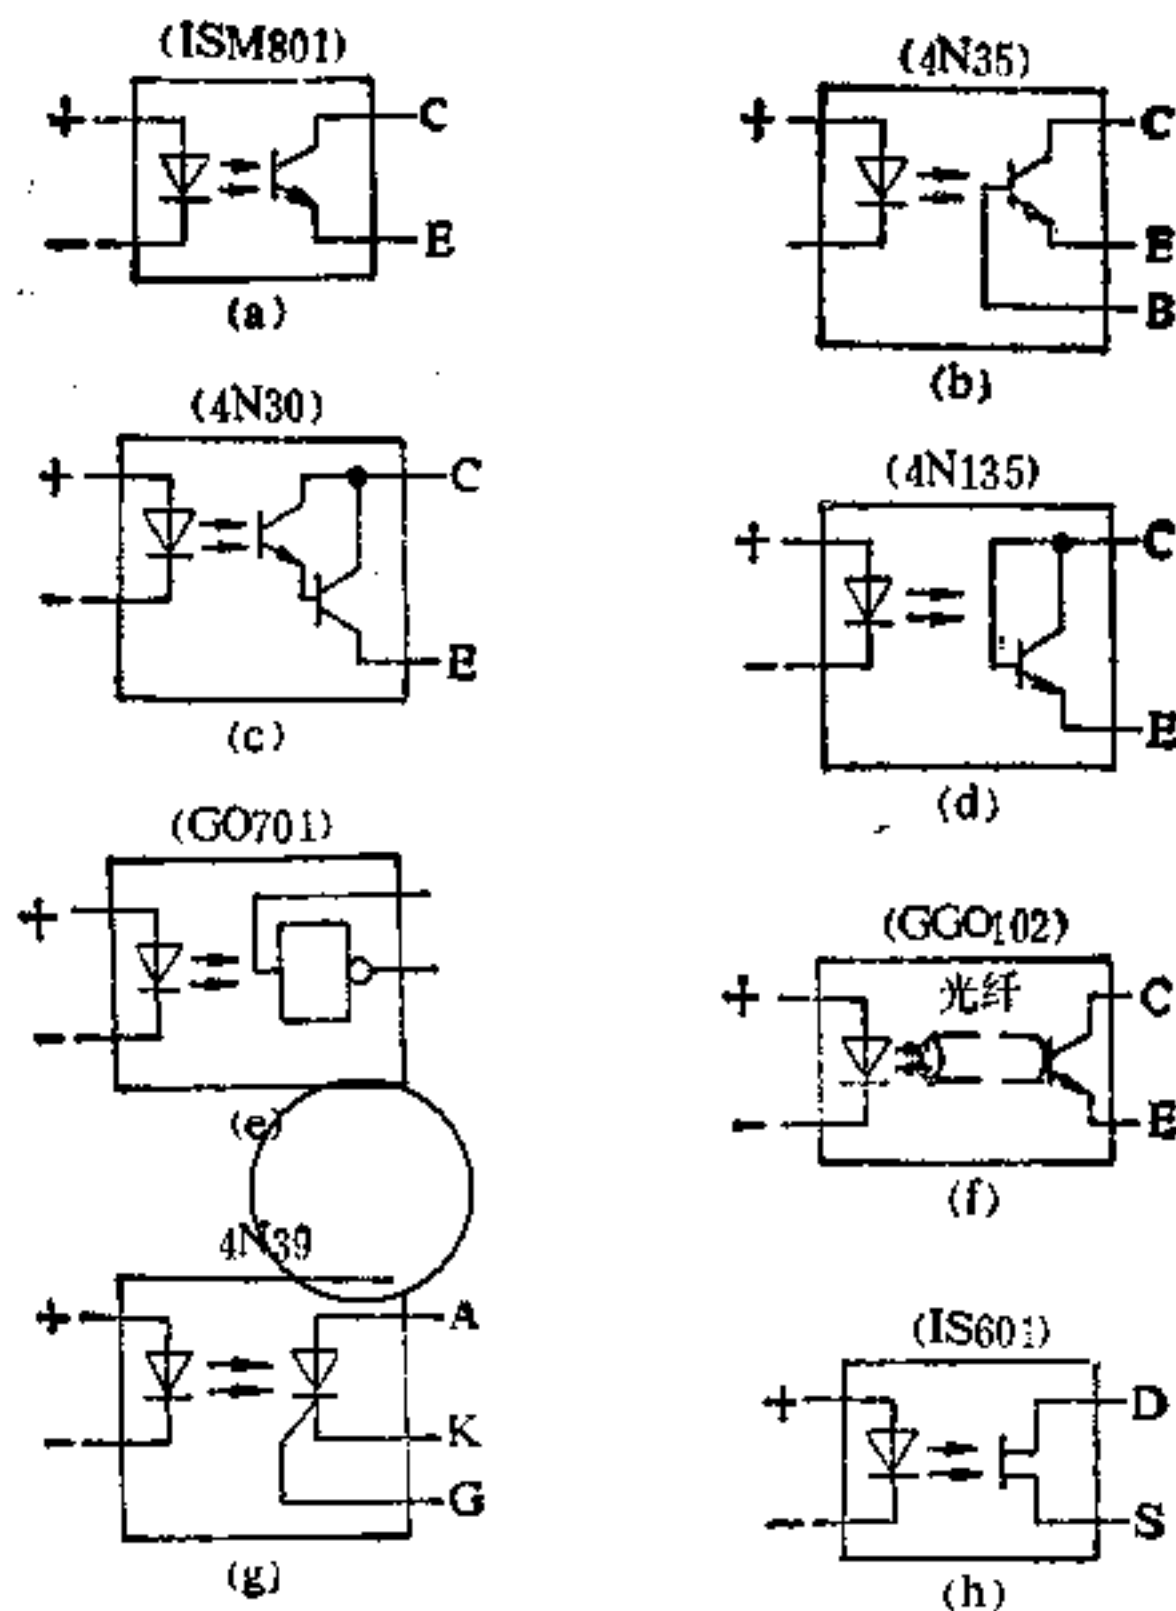 (ISM801)
+ C
− E
(a)
(4N35)
+ C
− E
B
(b)
(4N30)
+ C
− E
(c)
(4N135)
+ C
− E
(d)
(GO701)
+
−
(e)
(GGO102)
光纤
+ C
− E
(f)
4N39
+ A
− K
G
(g)
(IS601)
+ D
− S
(h)